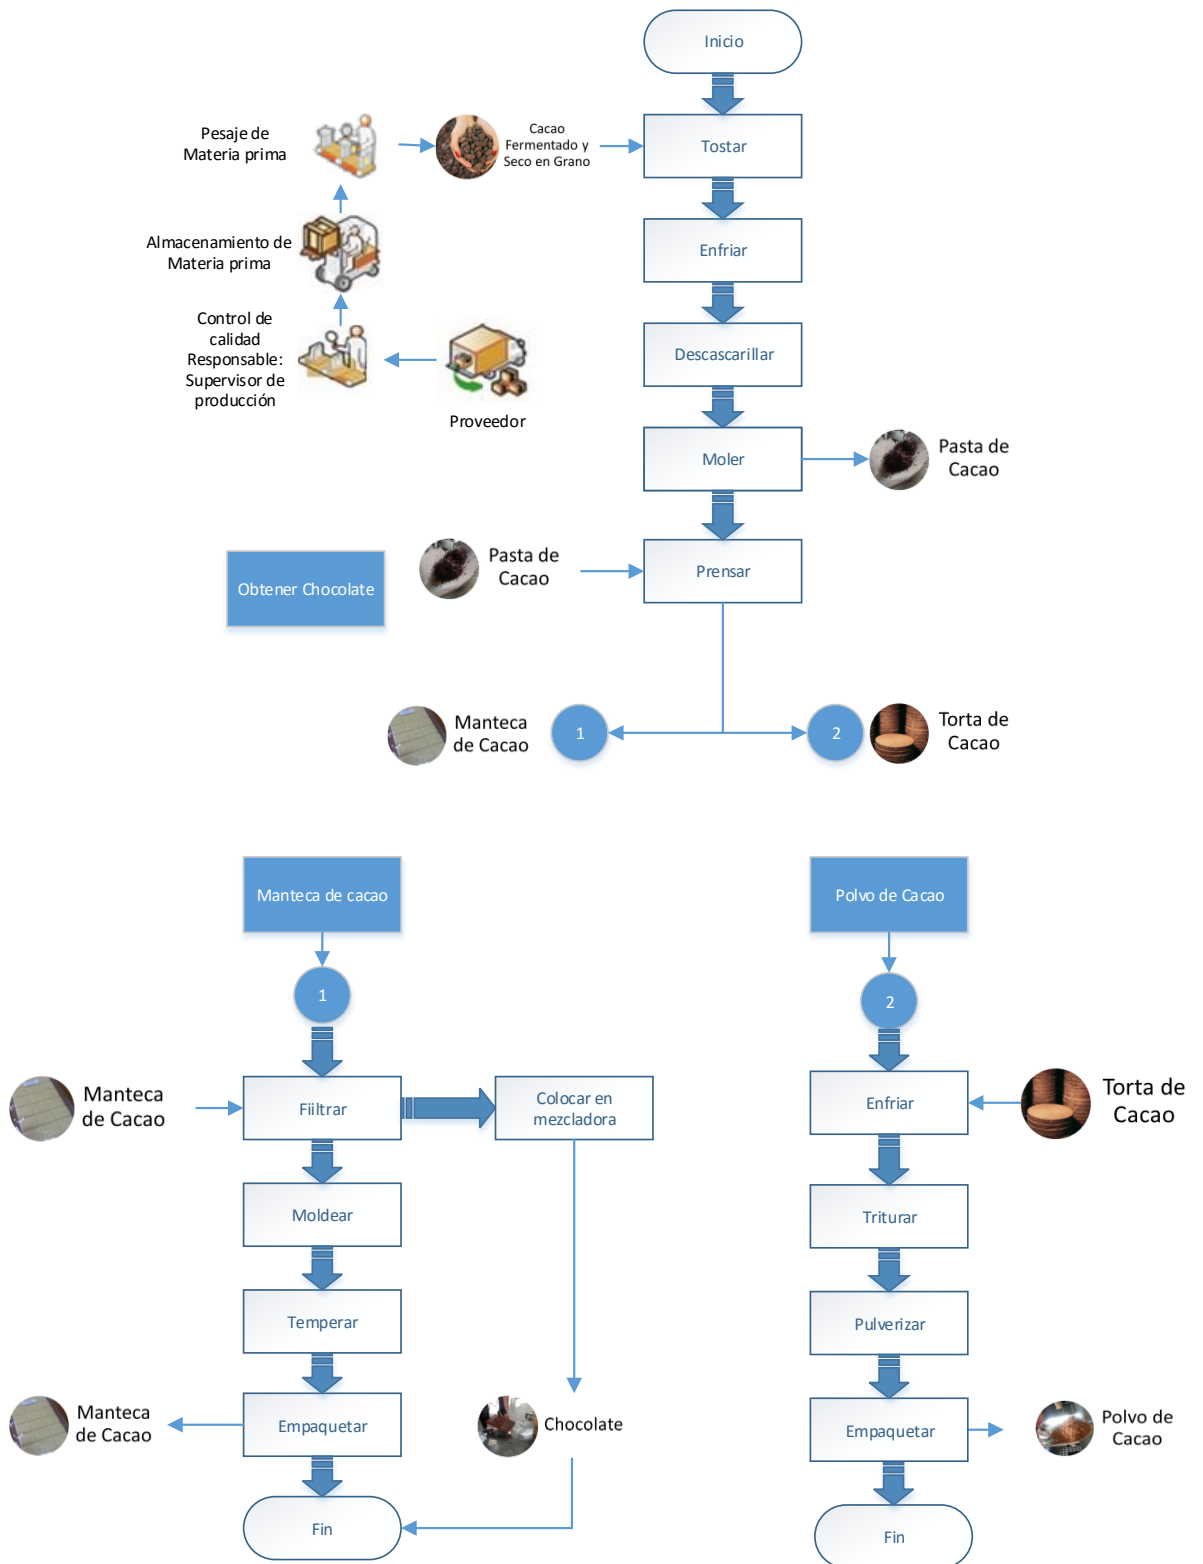 Inicio
Pesaje de
Materia prima
Cacao
Fermentado y
Seco en Grano
Tostar
Almacenamiento de
Materia prima
Enfriar
Control de
calidad
Responsable:
Supervisor de
producción
Proveedor
Descascarillar
Moler
Pasta de
Cacao
Obtener Chocolate
Pasta de
Cacao
Prensar
Manteca
de Cacao
1
2
Torta de
Cacao
Manteca de cacao
Polvo de Cacao
1
2
Manteca
de Cacao
Fiiltrar
Colocar en
mezcladora
Enfriar
Torta de
Cacao
Moldear
Triturar
Temperar
Pulverizar
Manteca
de Cacao
Empaquetar
Chocolate
Empaquetar
Polvo de
Cacao
Fin
Fin